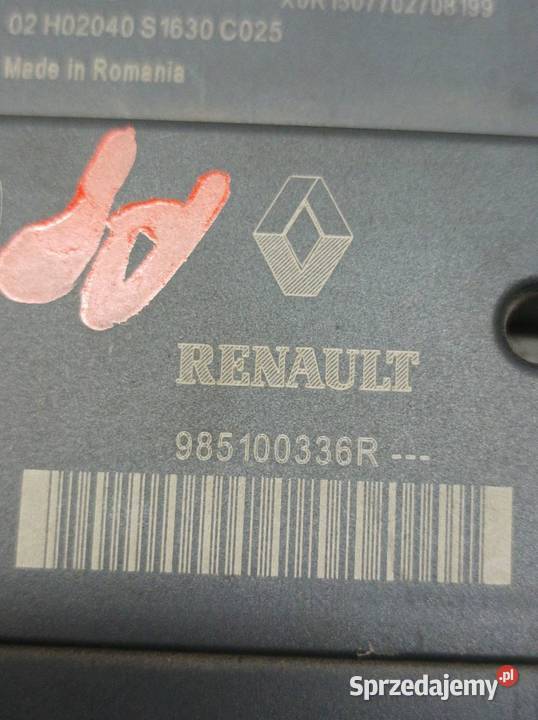 02 H02040 S1630 C025
Made in Romania
RENAULT
985100336R ---
Sprzedajemy.pl